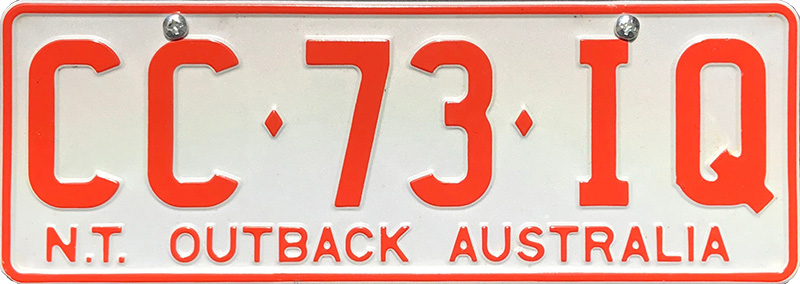 CC♦73♦IQ
N.T. OUTBACK AUSTRALIA